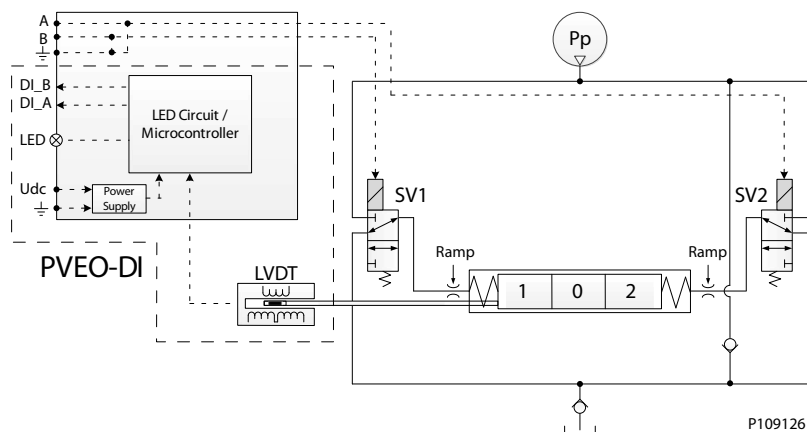 A
B
Pp
DI_B
DI_A
LED Circuit /
Microcontroller
LED
Udc
Power
Supply
SV1
SV2
PVEO-DI
LVDT
Ramp
Ramp
1 0 2
P109126